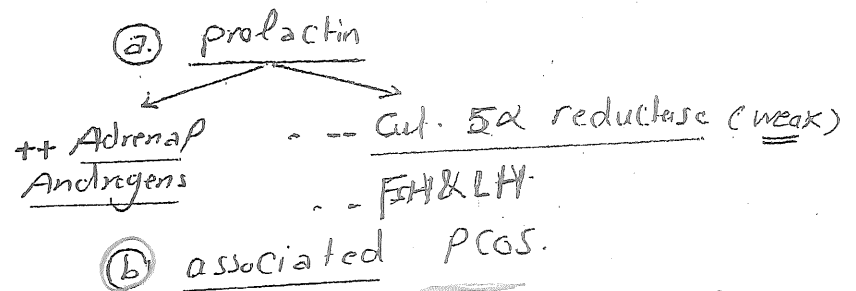 (a.) prolactin
++ Adrenal . -- Cut. 5α reductase (weak)
Androgens . -- FSH & LH.
(b) associated PCOS.